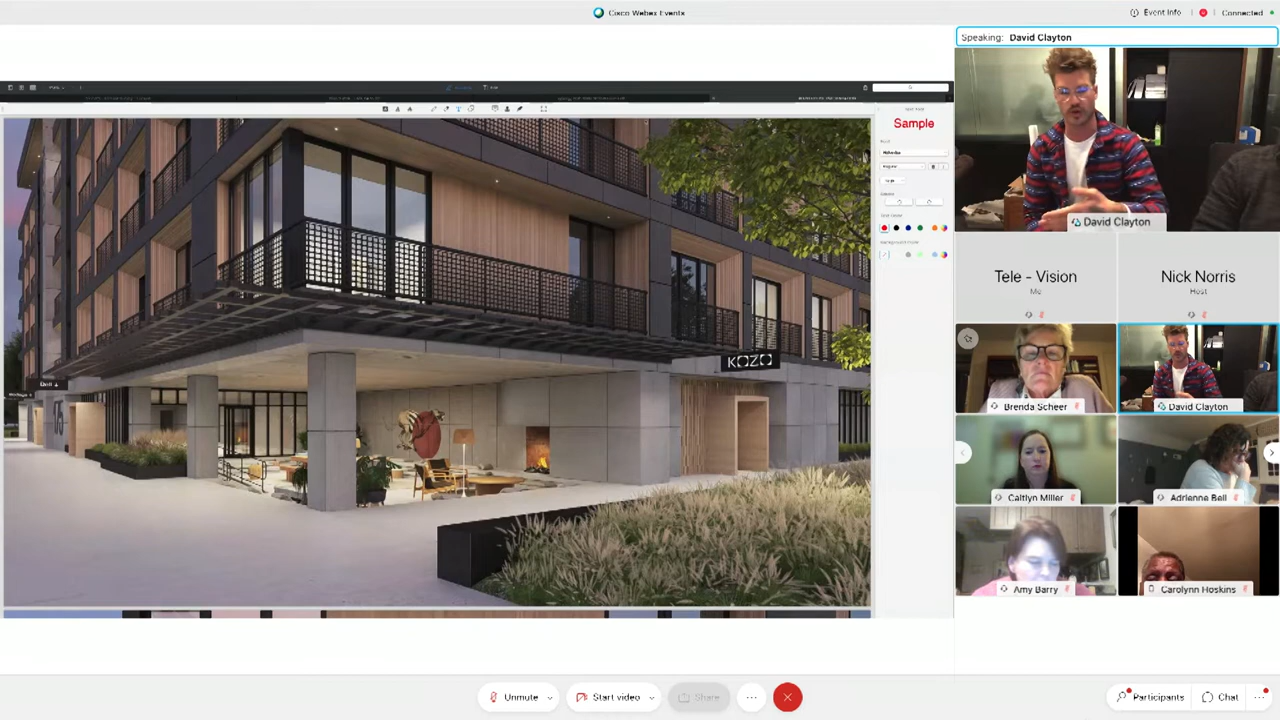 Cisco Webex Events
Event Info
Connected
Speaking: David Clayton
Sample
David Clayton
Tele - Vision
Me
Nick Norris
Host
KOZO
Brenda Scheer
David Clayton
Caitlyn Miller
Adrienne Bell
Amy Barry
Carolynn Hoskins
Unmute
Start video
Share
Participants
Chat